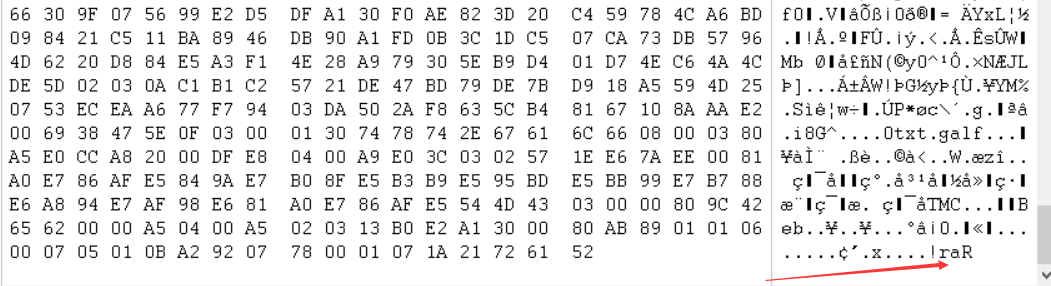 66 30 9F 07 56 99 E2 D5 DF A1 30 F0 AE 82 3D 20 C4 59 78 4C A6 BD f0.VâÕß¡0ð®= ÄYxL¦½
09 84 21 C5 11 BA 89 46 DB 90 A1 FD 0B 3C 1D C5 07 CA 73 DB 57 96 .!Å.ºFÛ¡ý.<.Å.ÊsÛW
4D 62 20 D8 84 E5 A3 F1 4E 28 A9 79 30 5E B9 D4 01 D7 4E C6 4A 4C Mb Øå£ñN(©y0^¹Ô.×NÆJL
DE 5D 02 03 0A C1 B1 C2 57 21 DE 47 BD 79 DE 7B D9 18 A5 59 4D 25 Þ]...Á±ÂW!ÞG½yÞ{Ù.¥YM%
07 53 EC EA A6 77 F7 94 03 DA 50 2A F8 63 5C B4 81 67 10 8A AA E2 .Sìê¦w÷.ÚP*øc\´.g.ªâ
00 69 38 47 5E 0F 03 00 01 30 74 78 74 2E 67 61 6C 66 08 00 03 80 .i8G^....0txt.galf...
A5 E0 CC A8 20 00 DF E8 04 00 A9 E0 3C 03 02 57 1E E6 7A EE 00 81 ¥àÌ¨ .ßè..©à<..W.æzî..
A0 E7 86 AF E5 84 9A E7 B0 8F E5 B3 B9 E5 95 BD E5 BB 99 E7 B7 88 ç¯åç°.å³¹å½å»ç·
E6 A8 94 E7 AF 98 E6 81 A0 E7 86 AF E5 54 4D 43 03 00 00 80 9C 42 æ¨ç¯æ. ç¯åTMC...B
65 62 00 00 A5 04 00 A5 02 03 13 B0 E2 A1 30 00 80 AB 89 01 01 06 eb..¥..¥...°â¡0.«...
00 07 05 01 0B A2 92 07 78 00 01 07 1A 21 72 61 52 .....¢´.x....!raR